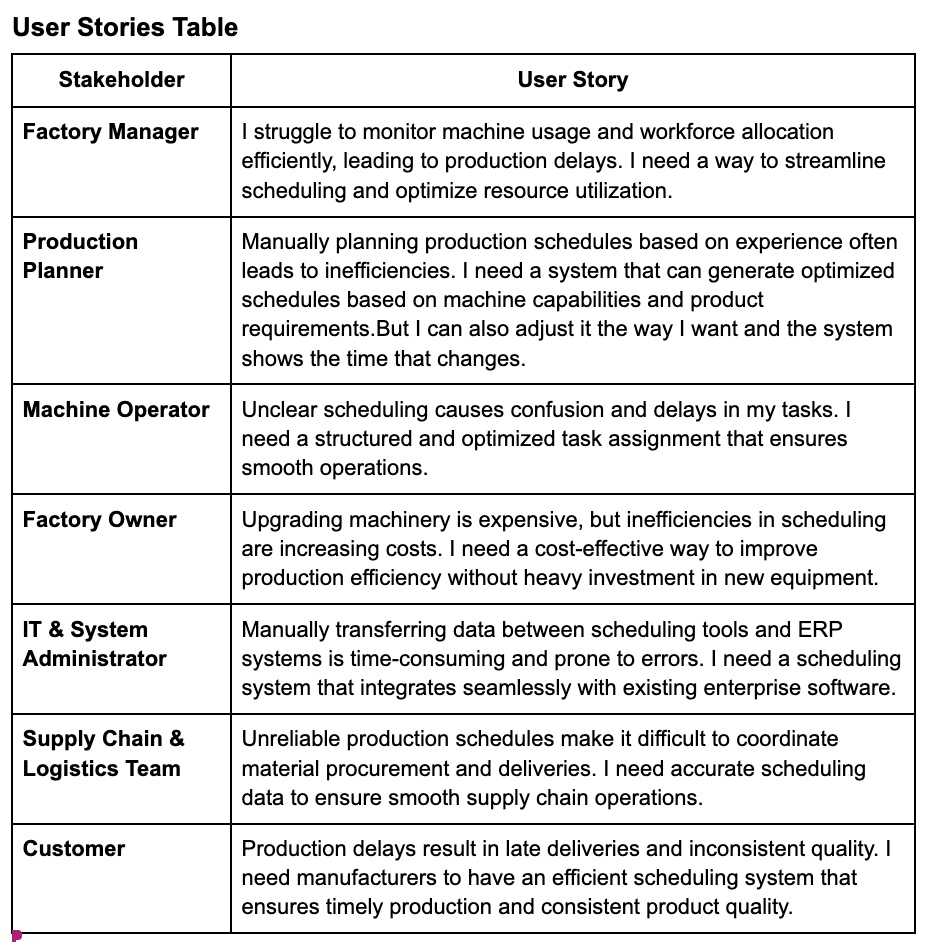 User Stories Table
Stakeholder
User Story
Factory Manager
I struggle to monitor machine usage and workforce allocation
efficiently, leading to production delays. I need a way to streamline
scheduling and optimize resource utilization.
Production
Planner
Manually planning production schedules based on experience often
leads to inefficiencies. I need a system that can generate optimized
schedules based on machine capabilities and product
requirements.But I can also adjust it the way I want and the system
shows the time that changes.
Machine Operator
Unclear scheduling causes confusion and delays in my tasks. I
need a structured and optimized task assignment that ensures
smooth operations.
Factory Owner
Upgrading machinery is expensive, but inefficiencies in scheduling
are increasing costs. I need a cost-effective way to improve
production efficiency without heavy investment in new equipment.
IT & System
Administrator
Manually transferring data between scheduling tools and ERP
systems is time-consuming and prone to errors. I need a scheduling
system that integrates seamlessly with existing enterprise software.
Supply Chain &
Logistics Team
Unreliable production schedules make it difficult to coordinate
material procurement and deliveries. I need accurate scheduling
data to ensure smooth supply chain operations.
Customer
Production delays result in late deliveries and inconsistent quality. I
need manufacturers to have an efficient scheduling system that
ensures timely production and consistent product quality.